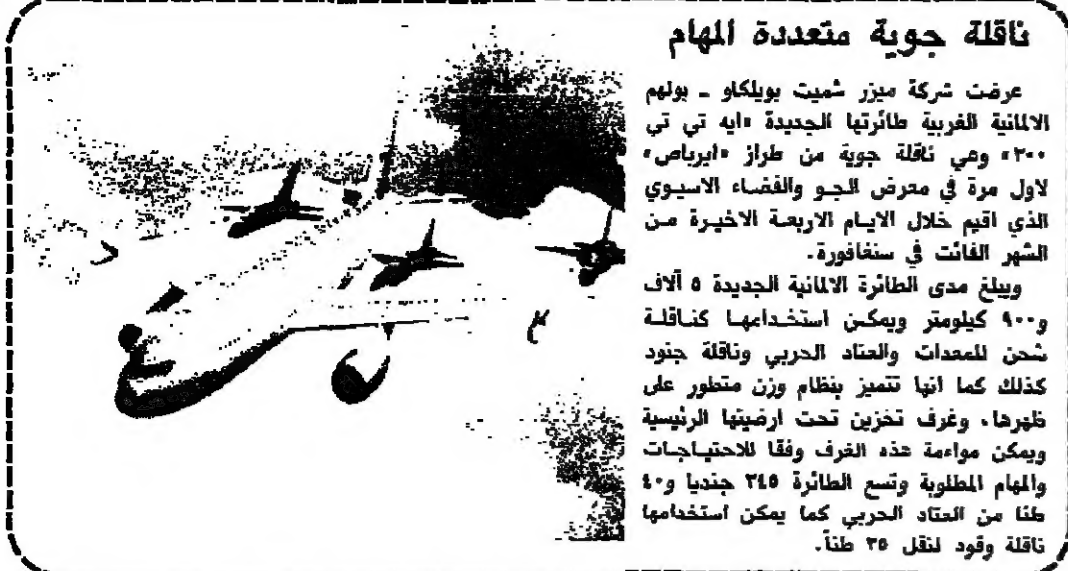 ناقلة جوية متعددة المهام
عرضت شركة ميزر شميت بويلكاو ـ بولهم
الالمانية الغربية طائرتها الجديدة «ايه تي تي
٣٠٠» وهي ناقلة جوية من طراز «ايرباص»
لاول مرة في معرض الجو والفضاء الاسيوي
الذي اقيم خلال الايام الاربعة الاخيرة من
الشهر الفائت في سنغافورة.
ويبلغ مدى الطائرة الالمانية الجديدة ٥ آلاف
و٩٠٠ كيلومتر ويمكن استخدامها كناقلة
شحن للمعدات والعتاد الحربي وناقلة جنود
كذلك كما انها تتميز بنظام وزن متطور على
ظهرها، وغرف تخزين تحت ارضيتها الرئيسية
ويمكن مواءمة هذه الغرف وفقا للاحتياجات
والمهام المطلوبة وتسع الطائرة ٣٤٥ جنديا و٤٠
طنا من العتاد الحربي كما يمكن استخدامها
ناقلة وقود لنقل ٣٥ طناً.